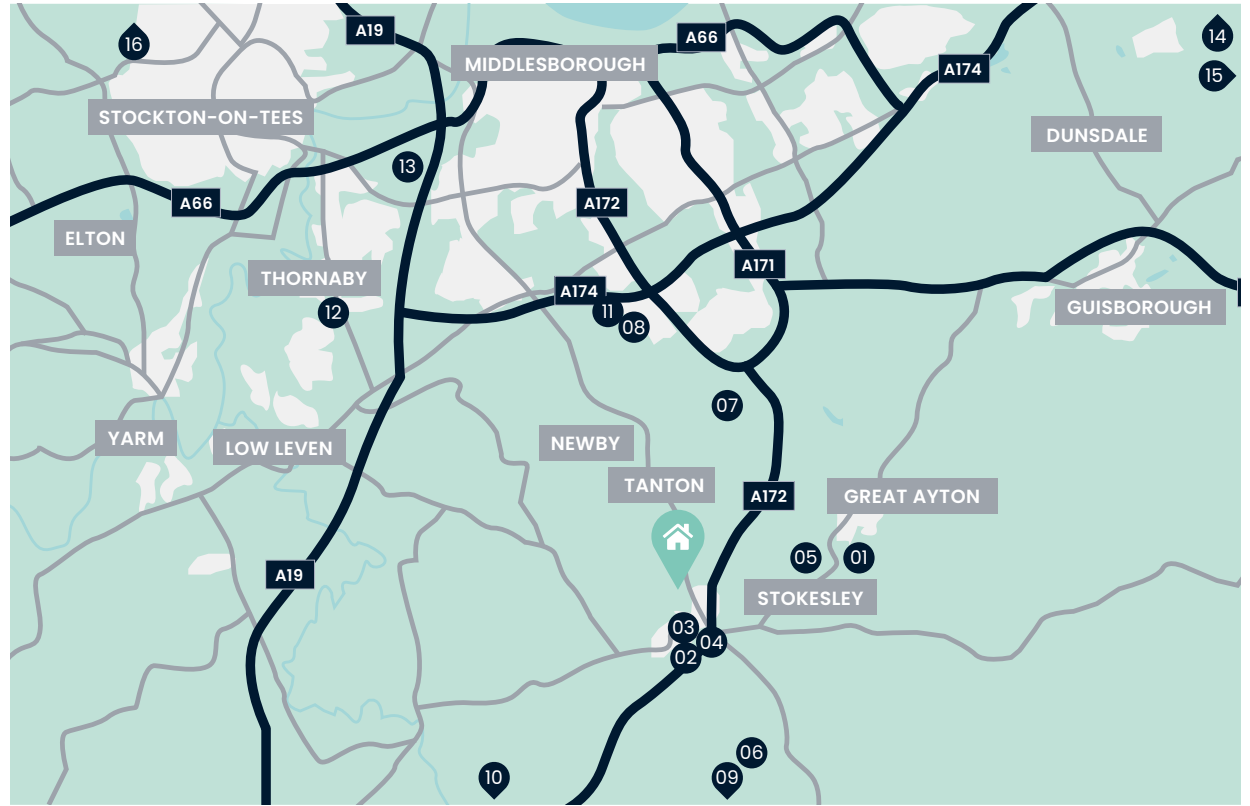 A19
A66
14
16
MIDDLESBOROUGH
A174
15
STOCKTON-ON-TEES
DUNSDALE
13
A66
A172
ELTON
A171
THORNABY
A174
GUISBOROUGH
12
11
08
07
YARM
NEWBY
LOW LEVEN
TANTON
A172
GREAT AYTON
05
01
A19
STOKESLEY
03
04
02
06
10
09